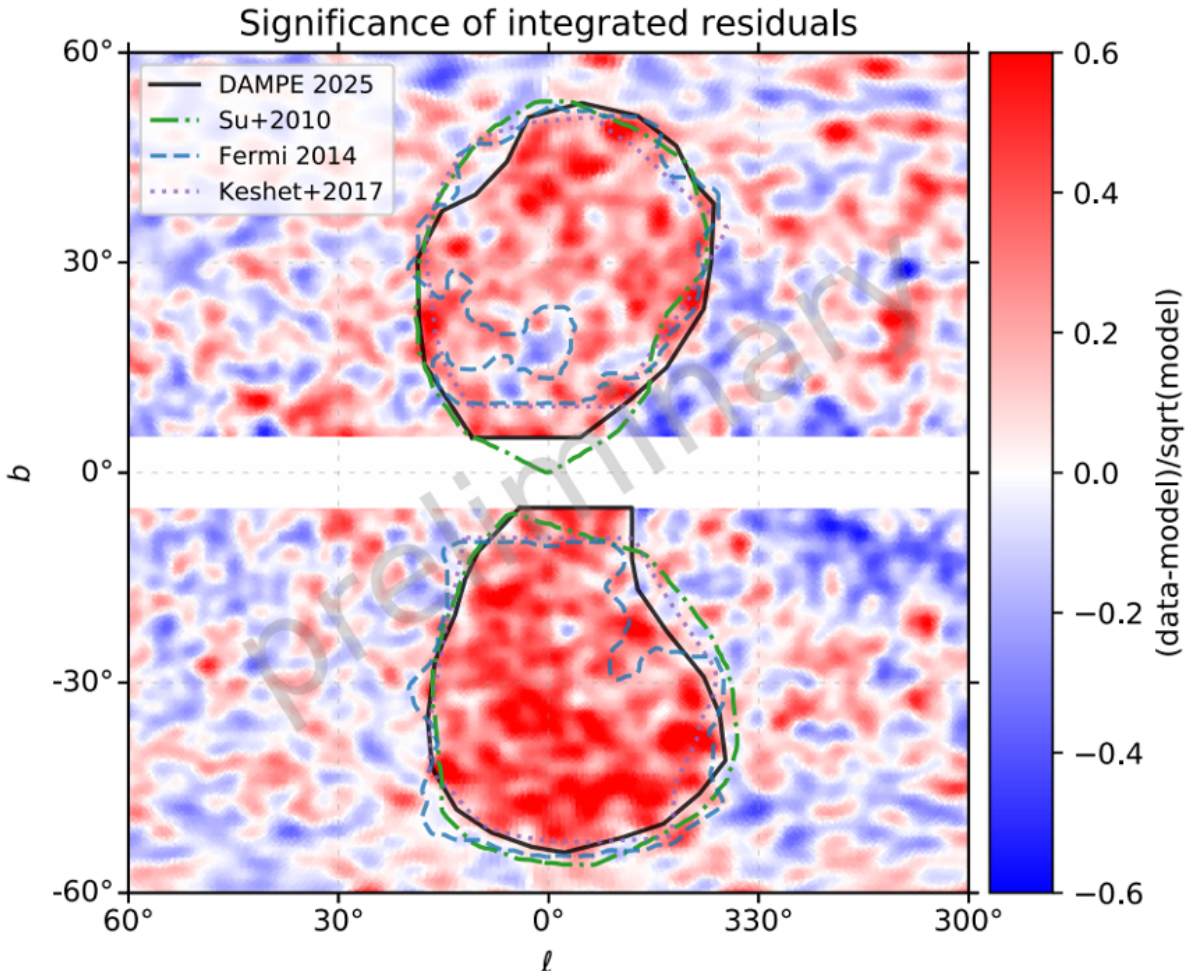 Significance of integrated residuals
60°
30°
0°
-30°
-60°
b
DAMPE 2025
Su+2010
Fermi 2014
Keshet+2017
preliminary
60°
30°
0°
330°
300°
ℓ
0.6
0.4
0.2
0.0
−0.2
−0.4
−0.6
(data-model)/sqrt(model)